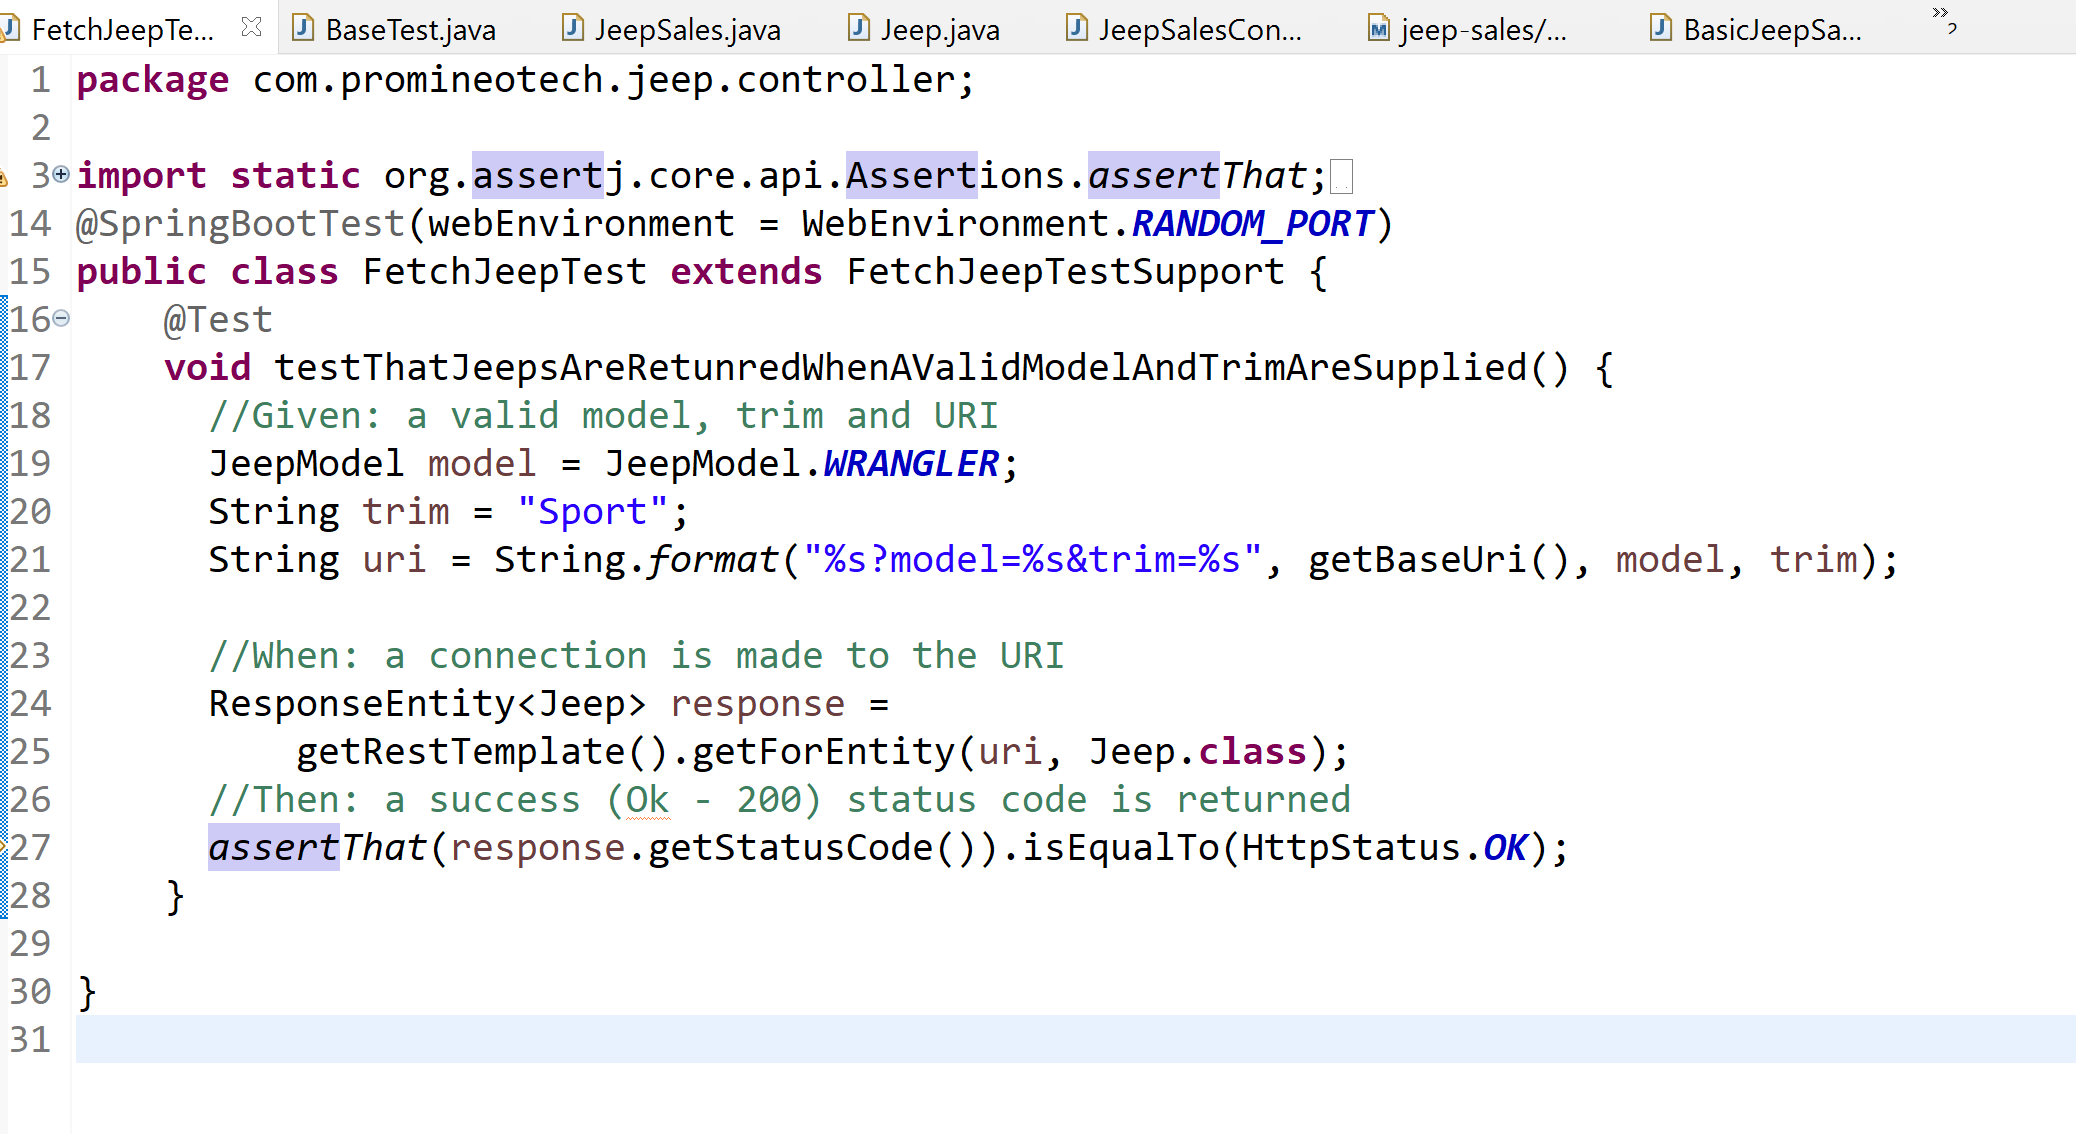 FetchJeepTe... BaseTest.java JeepSales.java Jeep.java JeepSalesCon... jeep-sales/... BasicJeepSa... »2
1 package com.promineotech.jeep.controller;
2
3 import static org.assertj.core.api.Assertions.assertThat;
14 @SpringBootTest(webEnvironment = WebEnvironment.RANDOM_PORT)
15 public class FetchJeepTest extends FetchJeepTestSupport {
16 @Test
17 void testThatJeepsAreRetunredWhenAValidModelAndTrimAreSupplied() {
18 //Given: a valid model, trim and URI
19 JeepModel model = JeepModel.WRANGLER;
20 String trim = "Sport";
21 String uri = String.format("%s?model=%s&trim=%s", getBaseUri(), model, trim);
22
23 //When: a connection is made to the URI
24 ResponseEntity<Jeep> response =
25 getRestTemplate().getForEntity(uri, Jeep.class);
26 //Then: a success (Ok - 200) status code is returned
27 assertThat(response.getStatusCode()).isEqualTo(HttpStatus.OK);
28 }
29
30 }
31